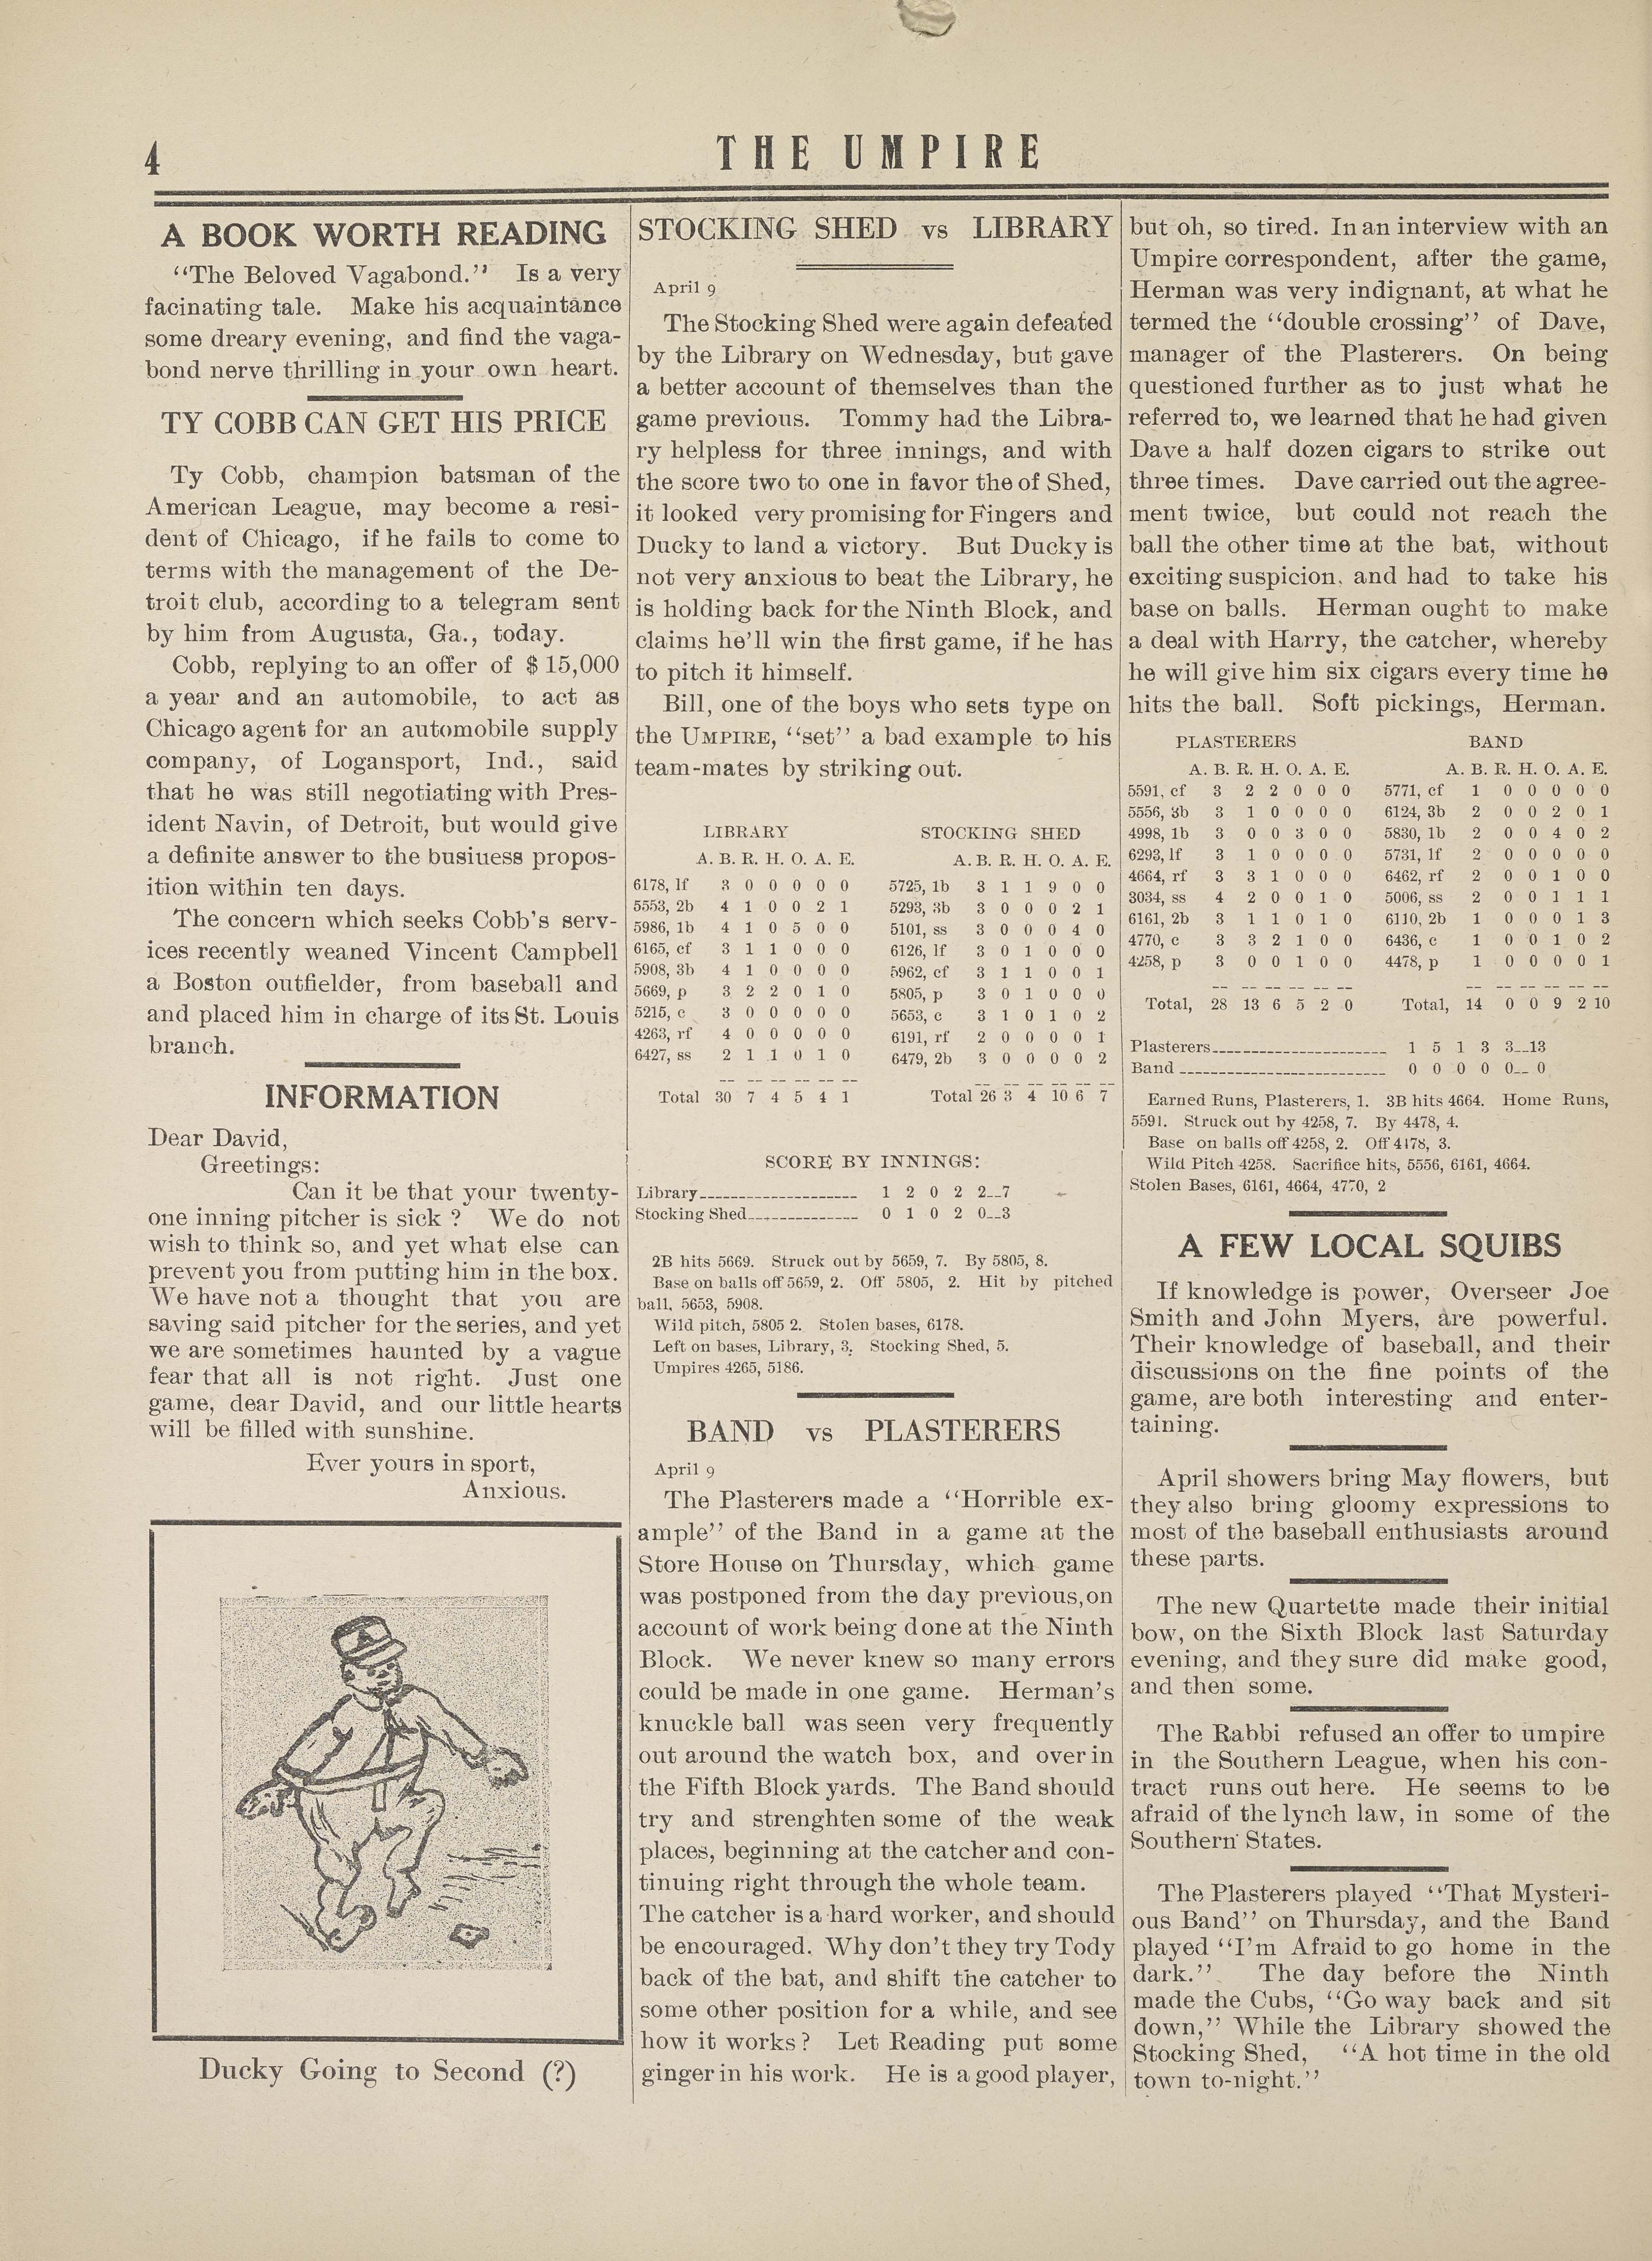 4
THE UMPIRE
A BOOK WORTH READING
"The Beloved Vagabond." Is a very
facinating tale. Make his acquaintance
some dreary evening, and find the vaga-
bond nerve thrilling in your own heart.
TY COBB CAN GET HIS PRICE
Ty Cobb, champion batsman of the
American League, may become a resi-
dent of Chicago, if he fails to come to
terms with the management of the De-
troit club, according to a telegram sent
by him from Augusta, Ga., today.
Cobb, replying to an offer of $15,000
a year and an automobile, to act as
Chicago agent for an automobile supply
company, of Logansport, Ind., said
that he was still negotiating with Pres-
ident Navin, of Detroit, but would give
a definite answer to the busiuess propos-
ition within ten days.
The concern which seeks Cobb's serv-
ices recently weaned Vincent Campbell
a Boston outfielder, from baseball and
and placed him in charge of its St. Louis
branch.
INFORMATION
Dear David,
Greetings:
Can it be that your twenty-
one inning pitcher is sick? We do not
wish to think so, and yet what else can
prevent you from putting him in the box.
We have not a thought that you are
saving said pitcher for the series, and yet
we are sometimes haunted by a vague
fear that all is not right. Just one
game, dear David, and our little hearts
will be filled with sunshine.
Ever yours in sport,
Anxious.
Ducky Going to Second (?)
STOCKING SHED vs LIBRARY
April 9
The Stocking Shed were again defeated
by the Library on Wednesday, but gave
a better account of themselves than the
game previous. Tommy had the Libra-
ry helpless for three innings, and with
the score two to one in favor the of Shed,
it looked very promising for Fingers and
Ducky to land a victory. But Ducky is
not very anxious to beat the Library, he
is holding back for the Ninth Block, and
claims he'll win the first game, if he has
to pitch it himself.
Bill, one of the boys who sets type on
the UMPIRE, "set" a bad example to his
team-mates by striking out.
LIBRARY
A. B. R. H. O. A. E.
6178, lf 3 0 0 0 0 0
5553, 2b 4 1 0 0 2 1
5986, 1b 4 1 0 5 0 0
6165, cf 3 1 1 0 0 0
5908, 3b 4 1 0 0 0 0
5669, p 3 2 2 0 1 0
5215, c 3 0 0 0 0 0
4263, rf 4 0 0 0 0 0
6427, ss 2 1 1 0 1 0
Total 30 7 4 5 4 1
STOCKING SHED
A. B. R. H. O. A. E.
5725, 1b 3 1 1 9 0 0
5293, 3b 3 0 0 0 2 1
5101, ss 3 0 0 0 4 0
6126, lf 3 0 1 0 0 0
5962, cf 3 1 1 0 0 1
5805, p 3 0 1 0 0 0
5653, c 3 1 0 1 0 2
6191, rf 2 0 0 0 0 1
6479, 2b 3 0 0 0 0 2
Total 26 3 4 10 6 7
SCORE BY INNINGS:
Library 1 2 0 2 2--7
Stocking Shed 0 1 0 2 0--3
2B hits 5669. Struck out by 5659, 7. By 5805, 8.
Base on balls off 5659, 2. Off 5805, 2. Hit by pitched
ball, 5653, 5908.
Wild pitch, 5805 2. Stolen bases, 6178.
Left on bases, Library, 3. Stocking Shed, 5.
Umpires 4265, 5186.
BAND vs PLASTERERS
April 9
The Plasterers made a "Horrible ex-
ample" of the Band in a game at the
Store House on Thursday, which game
was postponed from the day previous, on
account of work being done at the Ninth
Block. We never knew so many errors
could be made in one game. Herman's
knuckle ball was seen very frequently
out around the watch box, and over in
the Fifth Block yards. The Band should
try and strenghten some of the weak
places, beginning at the catcher and con-
tinuing right through the whole team.
The catcher is a hard worker, and should
be encouraged. Why don't they try Tody
back of the bat, and shift the catcher to
some other position for a while, and see
how it works? Let Reading put some
ginger in his work. He is a good player,
but oh, so tired. In an interview with an
Umpire correspondent, after the game,
Herman was very indignant, at what he
termed the "double crossing" of Dave,
manager of the Plasterers. On being
questioned further as to just what he
referred to, we learned that he had given
Dave a half dozen cigars to strike out
three times. Dave carried out the agree-
ment twice, but could not reach the
ball the other time at the bat, without
exciting suspicion, and had to take his
base on balls. Herman ought to make
a deal with Harry, the catcher, whereby
he will give him six cigars every time he
hits the ball. Soft pickings, Herman.
PLASTERERS
A. B. R. H. O. A. E.
5591, cf 3 2 2 0 0 0
5556, 3b 3 1 0 0 0 0
4998, 1b 3 0 0 3 0 0
6293, lf 3 1 0 0 0 0
4664, rf 3 3 1 0 0 0
3034, ss 4 2 0 0 1 0
6161, 2b 3 1 1 0 1 0
4770, c 3 3 2 1 0 0
4258, p 3 0 0 1 0 0
Total, 28 13 6 5 2 0
BAND
A. B. R. H. O. A. E.
5771, cf 1 0 0 0 0 0
6124, 3b 2 0 0 2 0 1
5830, 1b 2 0 0 4 0 2
5731, lf 2 0 0 0 0 0
6462, rf 2 0 0 1 0 0
5006, ss 2 0 0 1 1 1
6110, 2b 1 0 0 0 1 3
6436, c 1 0 0 1 0 2
4478, p 1 0 0 0 0 1
Total, 14 0 0 9 2 10
Plasterers 1 5 1 3 3--13
Band 0 0 0 0 0-- 0
Earned Runs, Plasterers, 1. 3B hits 4664. Home Runs,
5591. Struck out by 4258, 7. By 4478, 4.
Base on balls off 4258, 2. Off 4178, 3.
Wild Pitch 4258. Sacrifice hits, 5556, 6161, 4664.
Stolen Bases, 6161, 4664, 4770, 2
A FEW LOCAL SQUIBS
If knowledge is power, Overseer Joe
Smith and John Myers, are powerful.
Their knowledge of baseball, and their
discussions on the fine points of the
game, are both interesting and enter-
taining.
April showers bring May flowers, but
they also bring gloomy expressions to
most of the baseball enthusiasts around
these parts.
The new Quartette made their initial
bow, on the Sixth Block last Saturday
evening, and they sure did make good,
and then some.
The Rabbi refused an offer to umpire
in the Southern League, when his con-
tract runs out here. He seems to be
afraid of the lynch law, in some of the
Southern States.
The Plasterers played "That Mysteri-
ous Band" on Thursday, and the Band
played "I'm Afraid to go home in the
dark." The day before the Ninth
made the Cubs, "Go way back and sit
down," While the Library showed the
Stocking Shed, "A hot time in the old
town to-night."